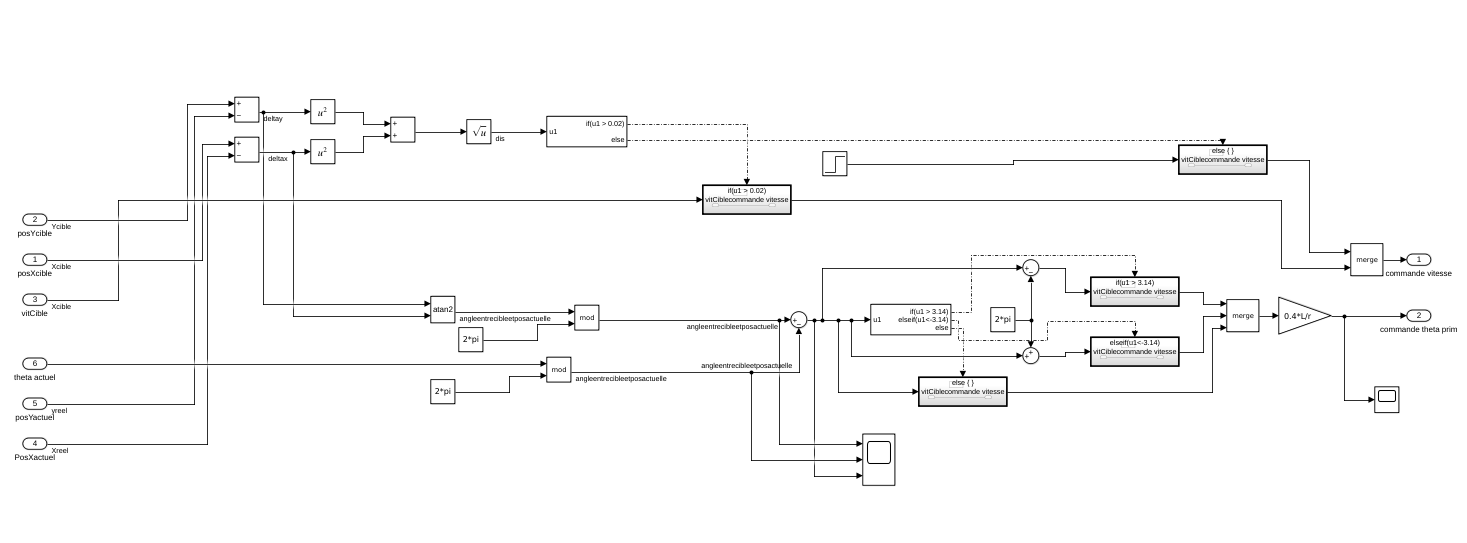 +
−
deltay
u²
+
−
deltax
u²
+
+
√u
dis
u1
if(u1 > 0.02)
else
else { }
vitCiblecommande vitesse
if(u1 > 0.02)
vitCiblecommande vitesse
2
Ycible
posYcible
1
Xcible
posXcible
3
Xcible
vitCible
merge
1
commande vitesse
atan2
angleentrecibleetposactuelle
2*pi
mod
angleentrecibleetposactuelle
+
−
u1
if(u1 > 3.14)
elseif(u1<-3.14)
else
+
−
2*pi
+
+
if(u1 > 3.14)
vitCiblecommande vitesse
elseif(u1<-3.14)
vitCiblecommande vitesse
else { }
vitCiblecommande vitesse
merge
0.4*L/r
2
commande theta prim
6
theta actuel
2*pi
mod
angleentrecibleetposactuelle
angleentrecibleetposactuelle
5
yreel
posYactuel
4
Xreel
PosXactuel